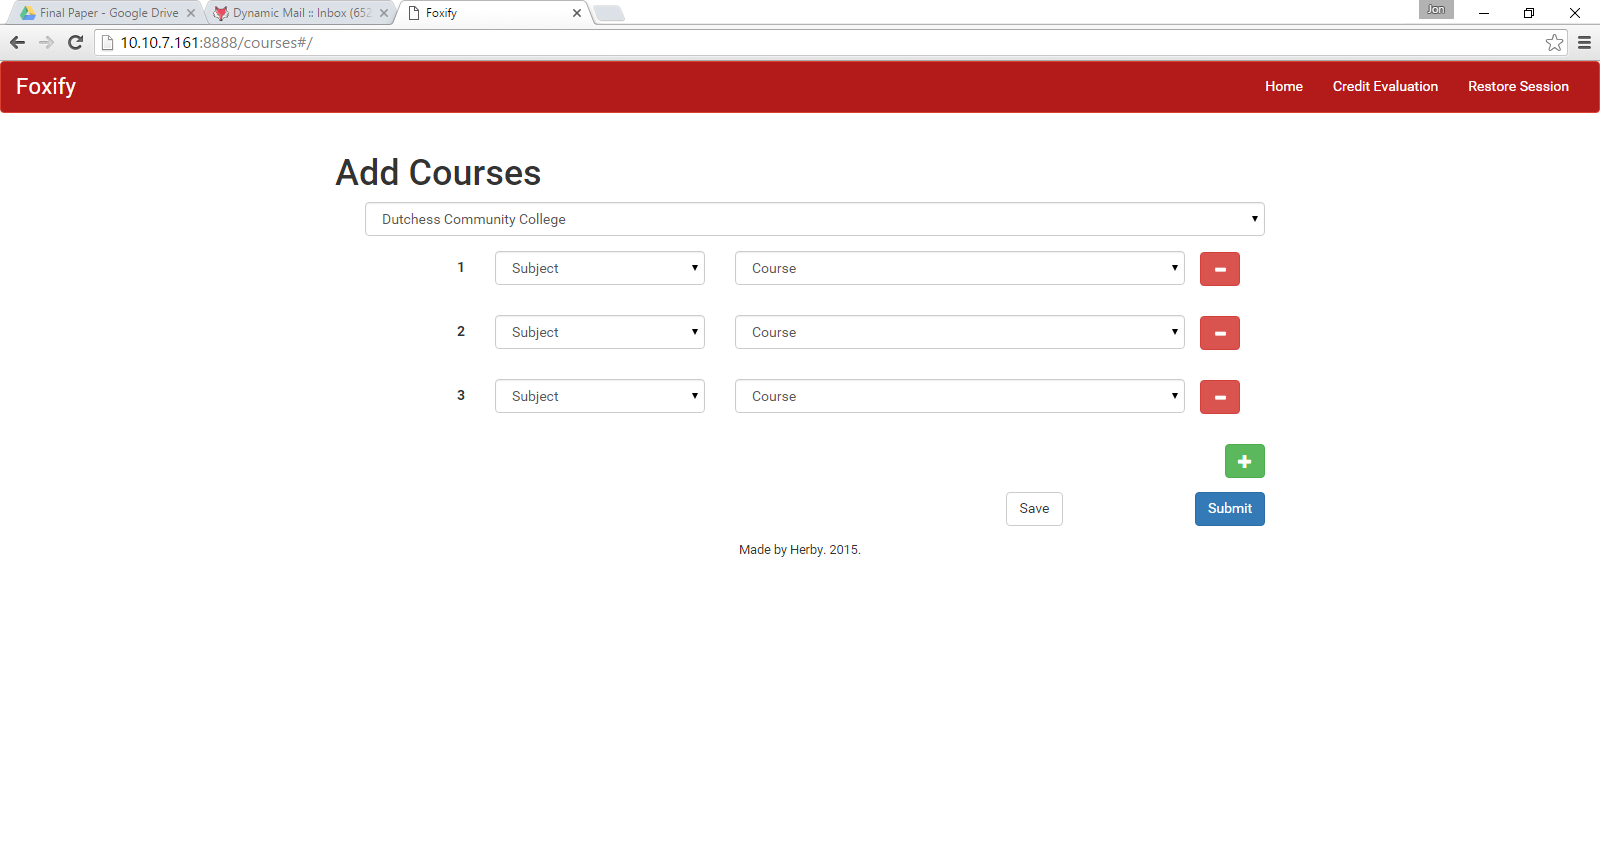 Final Paper - Google Drive
Dynamic Mail :: Inbox (652
Foxify
Jon
10.10.7.161:8888/courses#/
Foxify
Home
Credit Evaluation
Restore Session
Add Courses
Dutchess Community College
1 Subject Course
2 Subject Course
3 Subject Course
Save
Submit
Made by Herby. 2015.